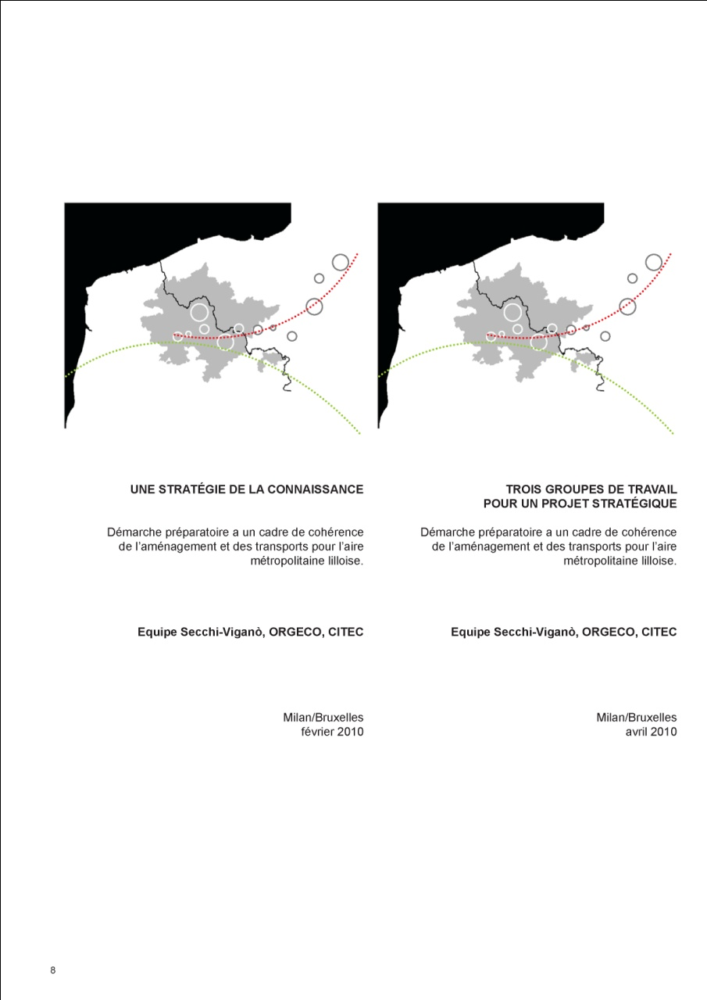 UNE STRATÉGIE DE LA CONNAISSANCE
Démarche préparatoire a un cadre de cohérence
de l’aménagement et des transports pour l’aire
métropolitaine lilloise.
Equipe Secchi-Viganò, ORGECO, CITEC
Milan/Bruxelles
février 2010
TROIS GROUPES DE TRAVAIL
POUR UN PROJET STRATÉGIQUE
Démarche préparatoire a un cadre de cohérence
de l’aménagement et des transports pour l’aire
métropolitaine lilloise.
Equipe Secchi-Viganò, ORGECO, CITEC
Milan/Bruxelles
avril 2010
8